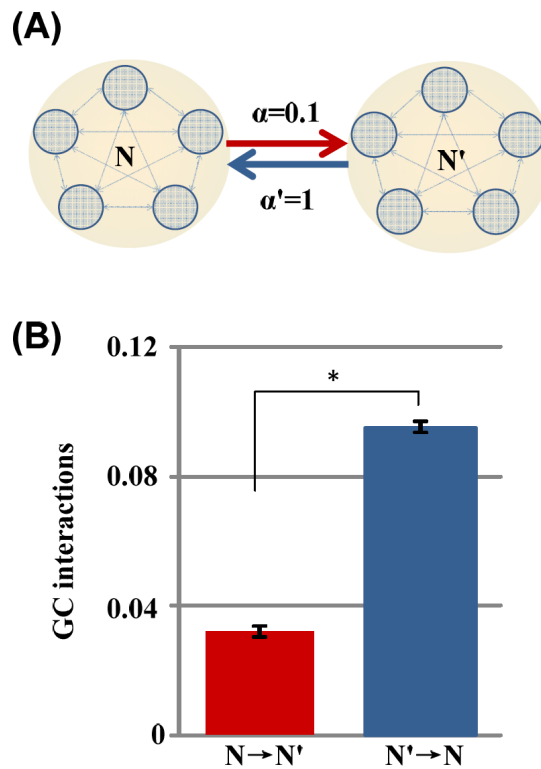 (A)
α=0.1
N
N'
α'=1
(B)
0.12
*
0.08
GC interactions
0.04
0
N→N' N'→N